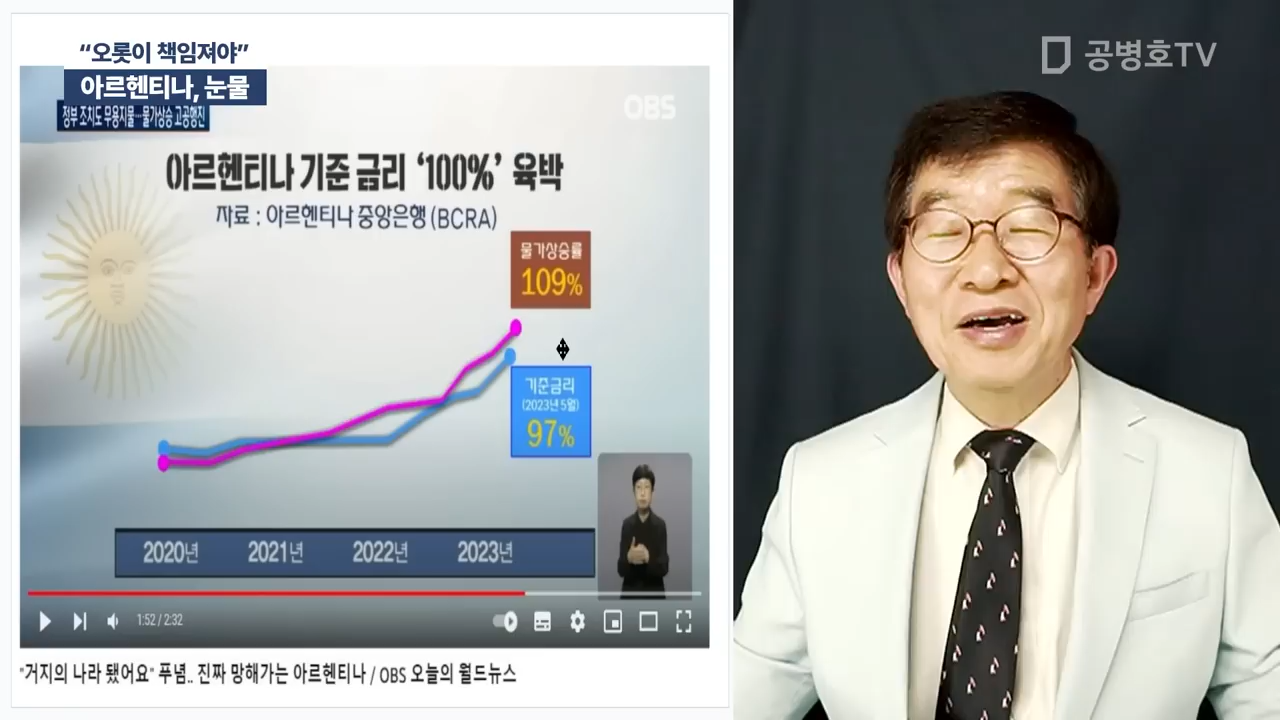 “오롯이 책임져야”
아르헨티나, 눈물
정부 조치도 무용지물…물가상승 고공행진
OBS
공병호TV
아르헨티나 기준 금리 ‘100%’ 육박
자료 : 아르헨티나 중앙은행 (BCRA)
물가상승률
109%
기준금리
(2023년 5월)
97%
2020년 2021년 2022년 2023년
1:52 / 2:32
"거지의 나라 됐어요" 푸념.. 진짜 망해가는 아르헨티나 / OBS 오늘의 월드뉴스